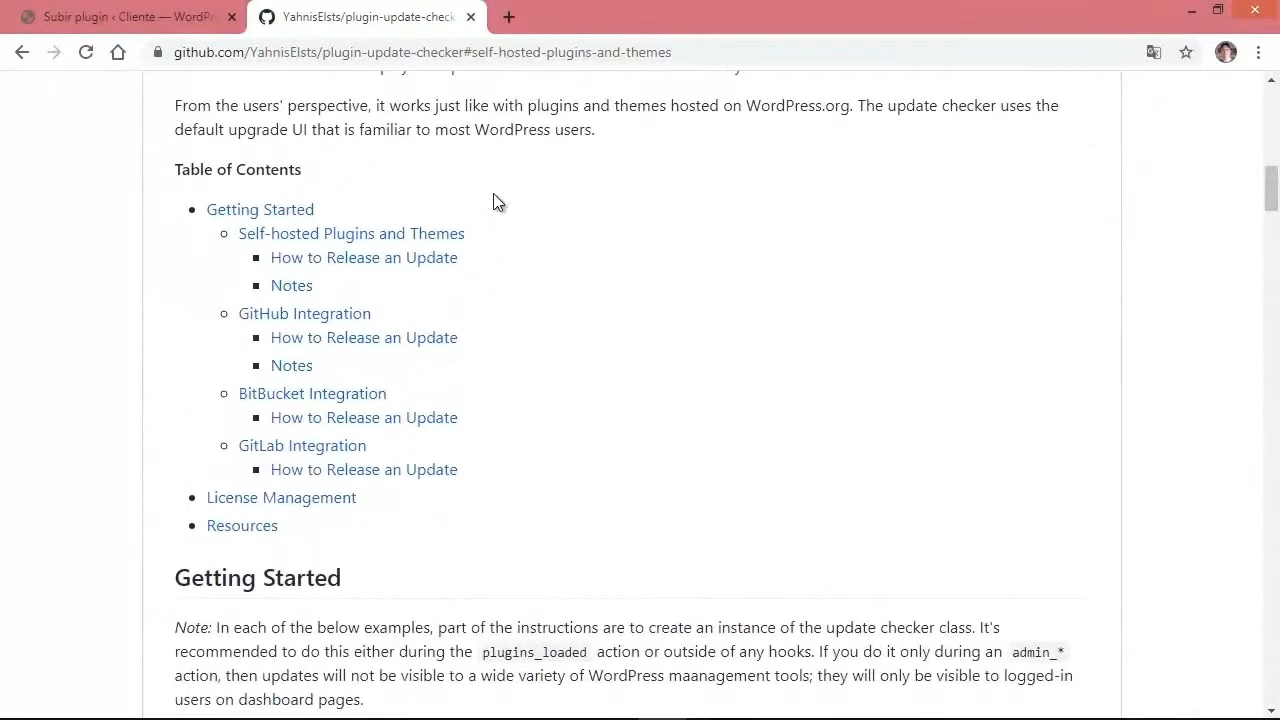 Subir plugin ‹ Cliente — WordPr
YahnisElsts/plugin-update-check
github.com/YahnisElsts/plugin-update-checker#self-hosted-plugins-and-themes
From the users' perspective, it works just like with plugins and themes hosted on WordPress.org. The update checker uses the
default upgrade UI that is familiar to most WordPress users.
Table of Contents
Getting Started
Self-hosted Plugins and Themes
How to Release an Update
Notes
GitHub Integration
How to Release an Update
Notes
BitBucket Integration
How to Release an Update
GitLab Integration
How to Release an Update
License Management
Resources
Getting Started
Note: In each of the below examples, part of the instructions are to create an instance of the update checker class. It's
recommended to do this either during the plugins_loaded action or outside of any hooks. If you do it only during an admin_*
action, then updates will not be visible to a wide variety of WordPress maanagement tools; they will only be visible to logged-in
users on dashboard pages.